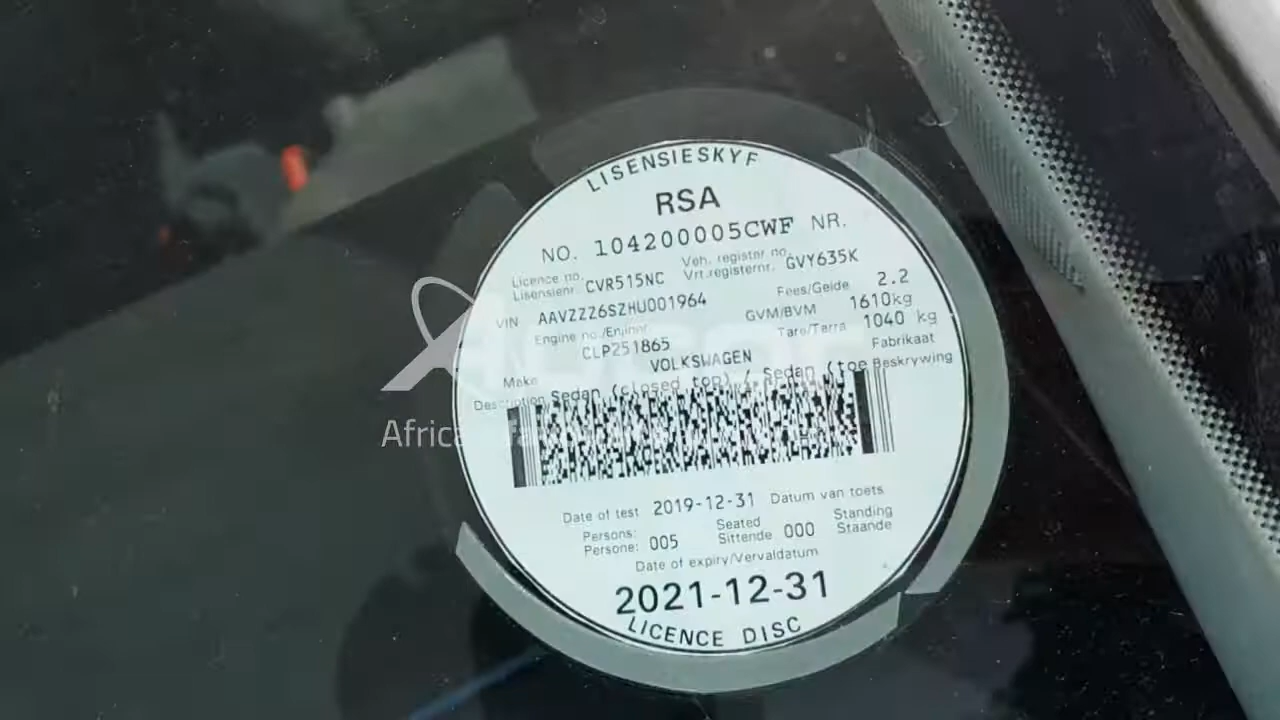 LISENSIESKYF
RSA
NO. 104200005CWF NR.
Licence no. Lisensienr. CVR515NC Veh. register no. Vrt.registernr. GVY635K
VIN AAVZZZ6SZHU001964 Fees/Gelde 2.2
Engine no./Enjinnr. CLP251865 GVM/BVM 1610kg
Tare/Tarra 1040 kg
Make VOLKSWAGEN Fabrikaat
Description Sedan (closed top) / Sedan (toe Beskrywing
Date of test 2019-12-31 Datum van toets
Persons: Persone: 005 Seated Sittende 000 Standing Staande
Date of expiry/Vervaldatum
2021-12-31
LICENCE DISC